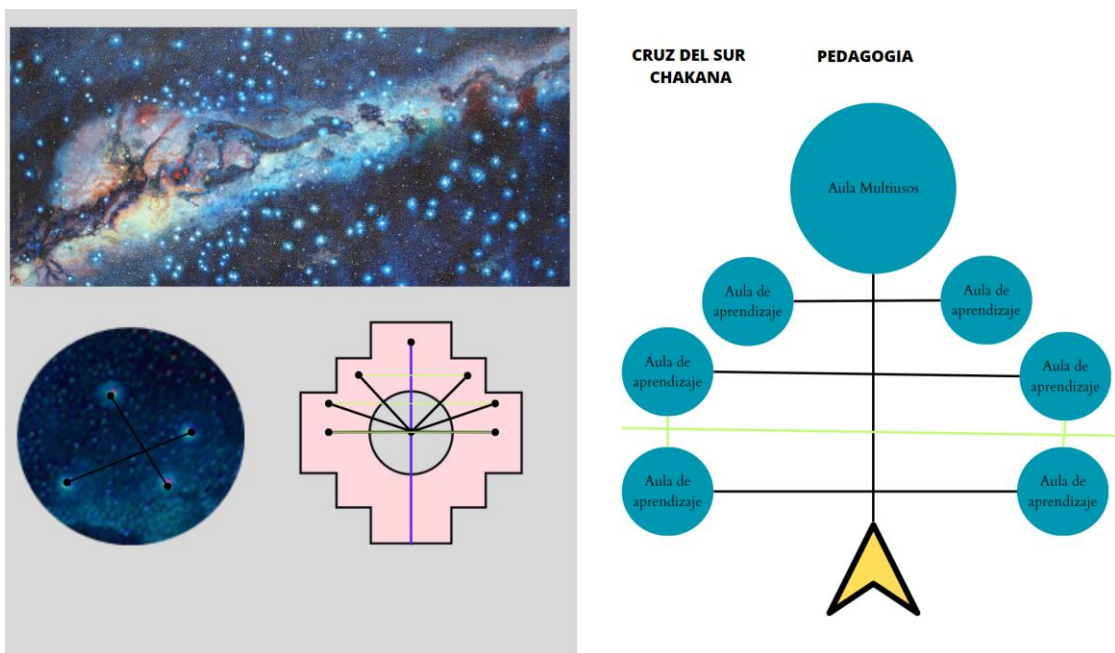 CRUZ DEL SUR
CHAKANA
PEDAGOGIA
Aula Multiusos
Aula de
aprendizaje
Aula de
aprendizaje
Aula de
aprendizaje
Aula de
aprendizaje
Aula de
aprendizaje
Aula de
aprendizaje